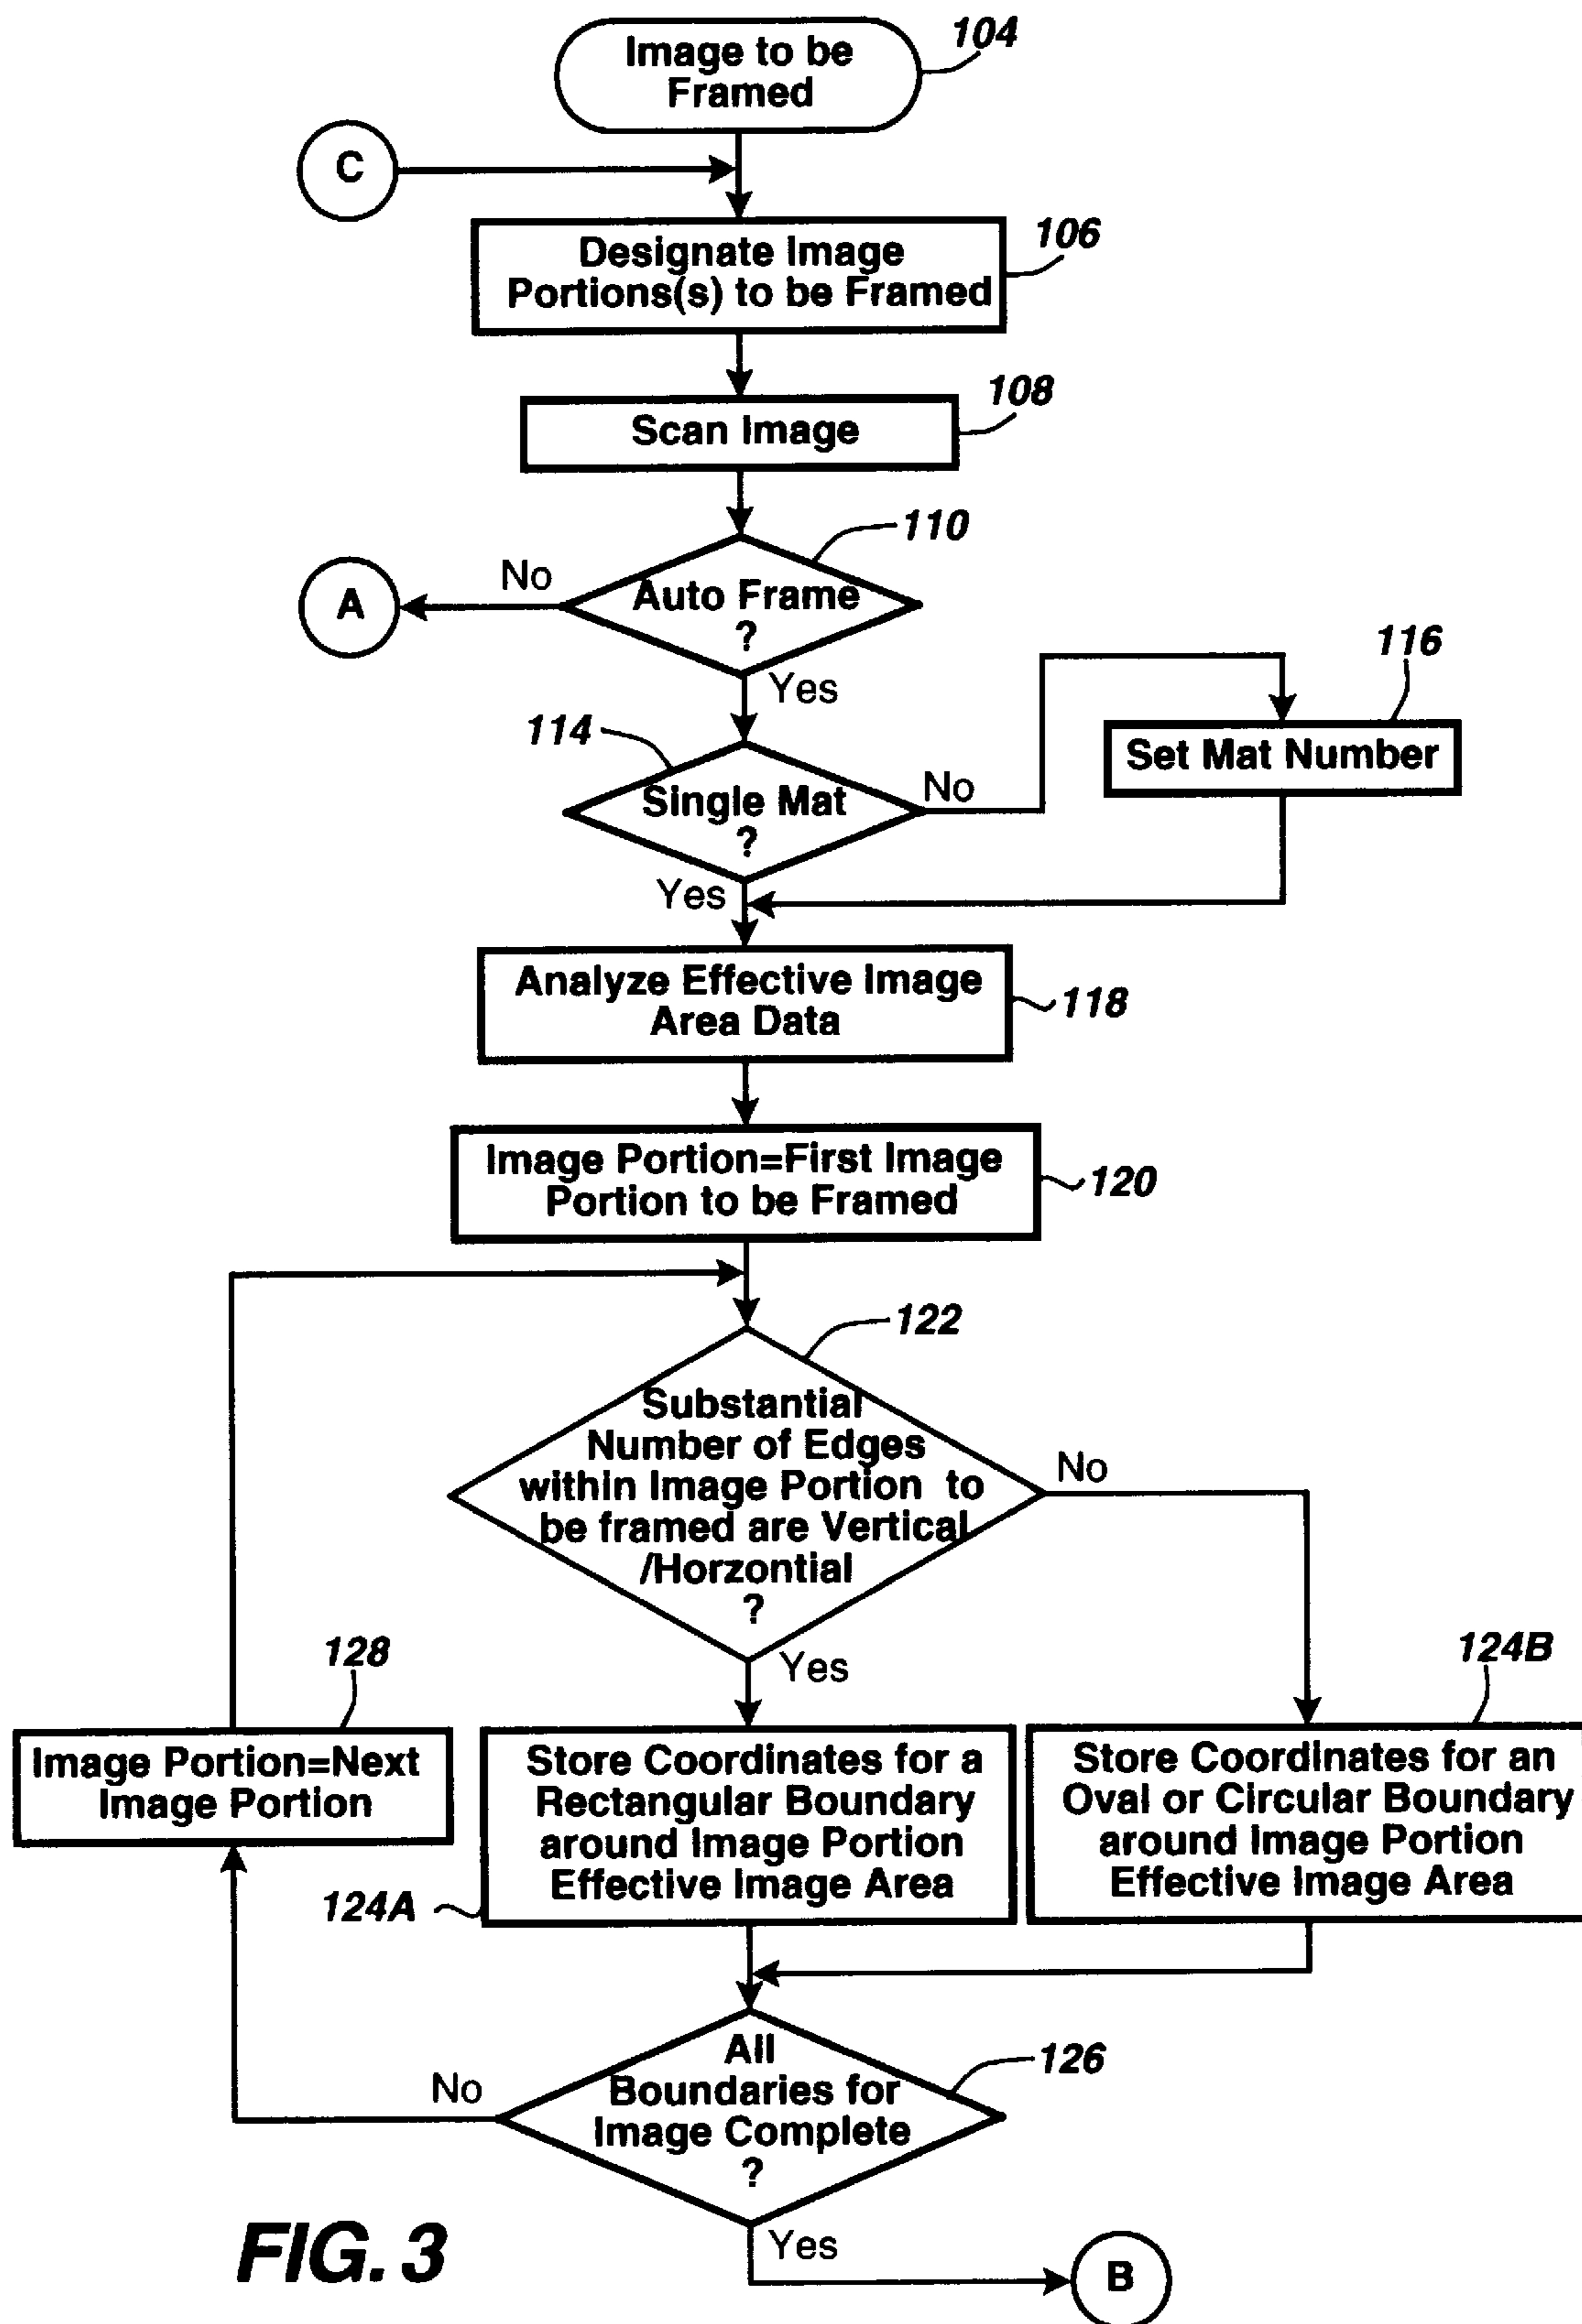 Image to be
Framed
104
C
Designate Image
Portions(s) to be Framed
106
Scan Image
108
110
Auto Frame
?
No
A
Yes
114
Single Mat
?
No
116
Set Mat Number
Yes
Analyze Effective Image
Area Data
118
Image Portion=First Image
Portion to be Framed
120
122
Substantial
Number of Edges
within Image Portion to
be framed are Vertical
/Horzontial
?
No
Yes
128
Image Portion=Next
Image Portion
124A
Store Coordinates for a
Rectangular Boundary
around Image Portion
Effective Image Area
124B
Store Coordinates for an
Oval or Circular Boundary
around Image Portion
Effective Image Area
126
All
Boundaries for
Image Complete
?
No
Yes
B
FIG. 3